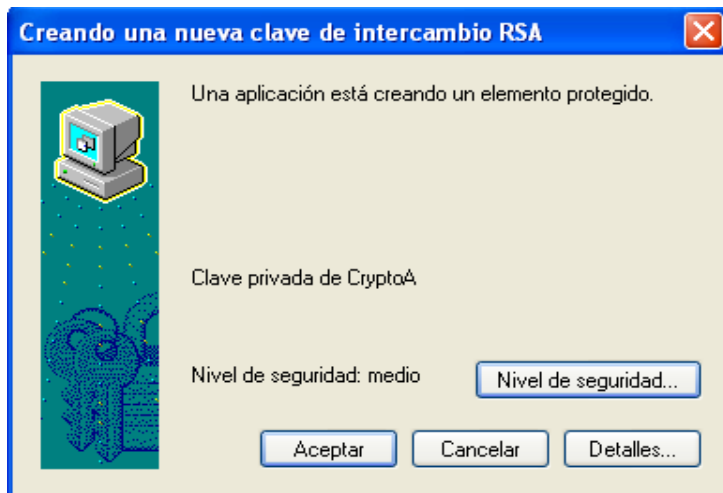 Creando una nueva clave de intercambio RSA
Una aplicación está creando un elemento protegido.
Clave privada de CryptoA
Nivel de seguridad: medio
Nivel de seguridad...
Aceptar
Cancelar
Detalles...